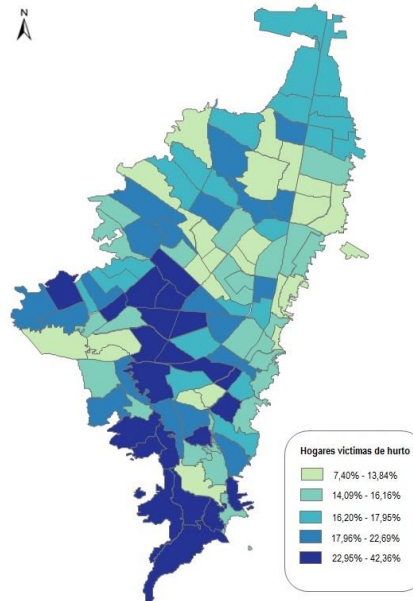 N
Hogares victimas de hurto
7,40% - 13,84%
14,09% - 16,16%
16,20% - 17,95%
17,96% - 22,69%
22,95% - 42,36%